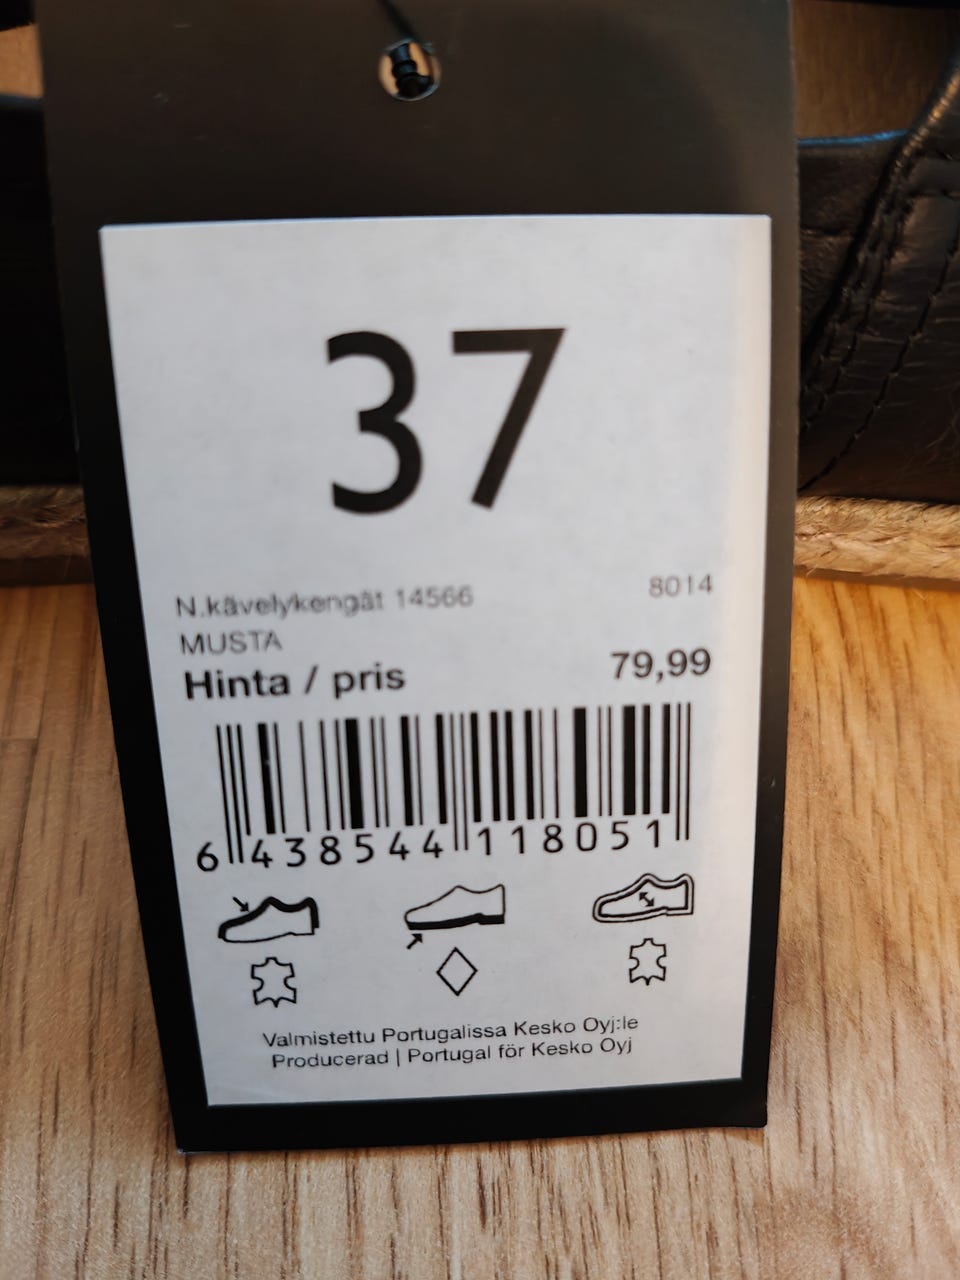 37
N.kävelykengät 14566 8014
MUSTA
Hinta / pris 79,99
6 438544 118051
Valmistettu Portugalissa Kesko Oyj:le
Producerad | Portugal för Kesko Oyj